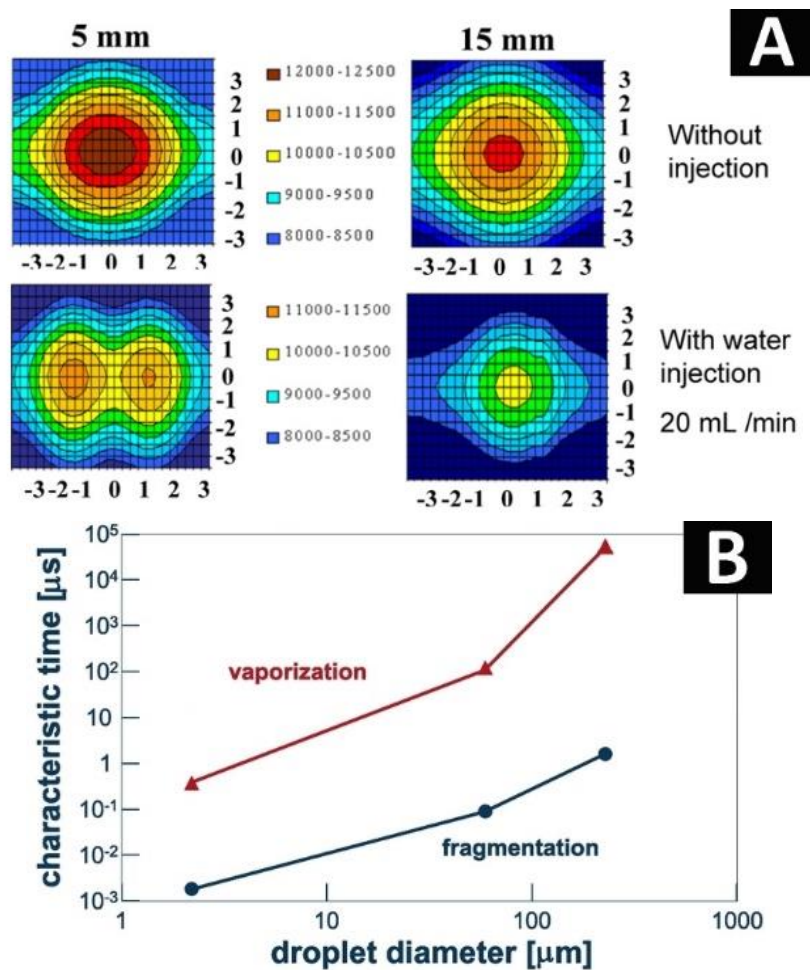 5 mm
15 mm
A
12000-12500
11000-11500
10000-10500
9000-9500
8000-8500
3
2
1
0
-1
-2
-3
-3 -2 -1 0 1 2 3
3
2
1
0
-1
-2
-3
-3 -2 -1 0 1 2 3
Without
injection
11000-11500
10000-10500
9000-9500
8000-8500
3
2
1
0
-1
-2
-3
-3 -2 -1 0 1 2 3
3
2
1
0
-1
-2
-3
-3 -2 -1 0 1 2 3
With water
injection
20 mL /min
B
characteristic time [μs]
10⁵
10⁴
10³
10²
10
1
10⁻¹
10⁻²
10⁻³
vaporization
fragmentation
1 10 100 1000
droplet diameter [μm]